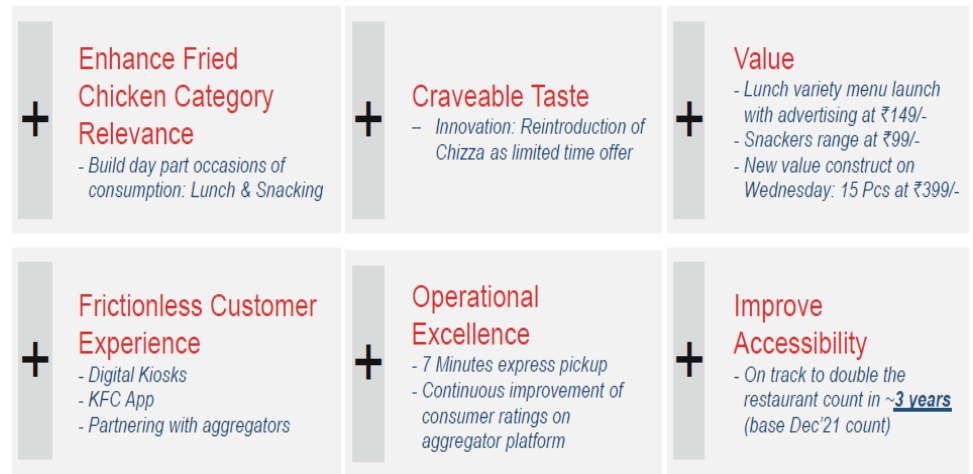 +
Enhance Fried
Chicken Category
Relevance
- Build day part occasions of
consumption: Lunch & Snacking
+
Craveable Taste
– Innovation: Reintroduction of
Chizza as limited time offer
+
Value
- Lunch variety menu launch
with advertising at ₹149/-
- Snackers range at ₹99/-
- New value construct on
Wednesday: 15 Pcs at ₹399/-
+
Frictionless Customer
Experience
- Digital Kiosks
- KFC App
- Partnering with aggregators
+
Operational
Excellence
- 7 Minutes express pickup
- Continuous improvement of
consumer ratings on
aggregator platform
+
Improve
Accessibility
- On track to double the
restaurant count in ~3 years
(base Dec'21 count)